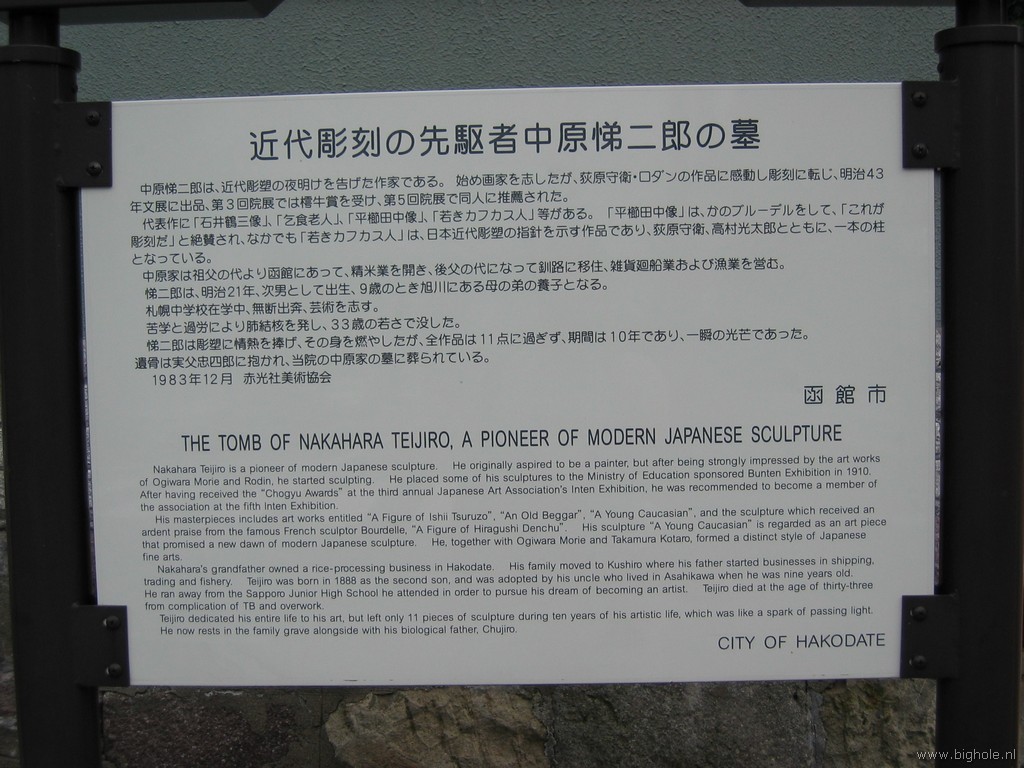 近代彫刻の先駆者中原悌二郎の墓
中原悌二郎は、近代彫塑の夜明けを告げた作家である。 始め画家を志したが、荻原守衛・ロダンの作品に感動し彫刻に転じ、明治43
年文展に出品、第3回院展では樗牛賞を受け、第5回院展で同人に推薦された。
代表作に「石井鶴三像」、「乞食老人」、「平櫛田中像」、「若きカフカス人」等がある。 「平櫛田中像」は、かのブルーデルをして、「これが
彫刻だ」と絶賛され、なかでも「若きカフカス人」は、日本近代彫塑の指針を示す作品であり、荻原守衛、高村光太郎とともに、一本の柱
となっている。
中原家は祖父の代より函館にあって、精米業を開き、後父の代になって釧路に移住、雑貨廻船業および漁業を営む。
悌二郎は、明治21年、次男として出生、9歳のとき旭川にある母の弟の養子となる。
札幌中学校在学中、無断出奔、芸術を志す。
苦学と過労により肺結核を発し、33歳の若さで没した。
悌二郎は彫塑に情熱を捧げ、その身を燃やしたが、全作品は11点に過ぎず、期間は10年であり、一瞬の光芒であった。
遺骨は実父忠四郎に抱かれ、当院の中原家の墓に葬られている。
1983年12月 赤光社美術協会
函館市
THE TOMB OF NAKAHARA TEIJIRO, A PIONEER OF MODERN JAPANESE SCULPTURE
Nakahara Teijiro is a pioneer of modern Japanese sculpture. He originally aspired to be a painter, but after being strongly impressed by the art works
of Ogiwara Morie and Rodin, he started sculpting. He placed some of his sculptures to the Ministry of Education sponsored Bunten Exhibition in 1910.
After having received the "Chogyu Awards" at the third annual Japanese Art Association's Inten Exhibition, he was recommended to become a member of
the association at the fifth Inten Exhibition.
His masterpieces includes art works entitled "A Figure of Ishii Tsuruzo", "An Old Beggar", "A Young Caucasian", and the sculpture which received an
ardent praise from the famous French sculptor Bourdelle, "A Figure of Hiragushi Denchu". His sculpture "A Young Caucasian" is regarded as an art piece
that promised a new dawn of modern Japanese sculpture. He, together with Ogiwara Morie and Takamura Kotaro, formed a distinct style of Japanese
fine arts.
Nakahara's grandfather owned a rice-processing business in Hakodate. His family moved to Kushiro where his father started businesses in shipping,
trading and fishery. Teijiro was born in 1888 as the second son, and was adopted by his uncle who lived in Asahikawa when he was nine years old.
He ran away from the Sapporo Junior High School he attended in order to pursue his dream of becoming an artist. Teijiro died at the age of thirty-three
from complication of TB and overwork.
Teijiro dedicated his entire life to his art, but left only 11 pieces of sculpture during ten years of his artistic life, which was like a spark of passing light.
He now rests in the family grave alongside with his biological father, Chujiro.
CITY OF HAKODATE
www.bighole.nl